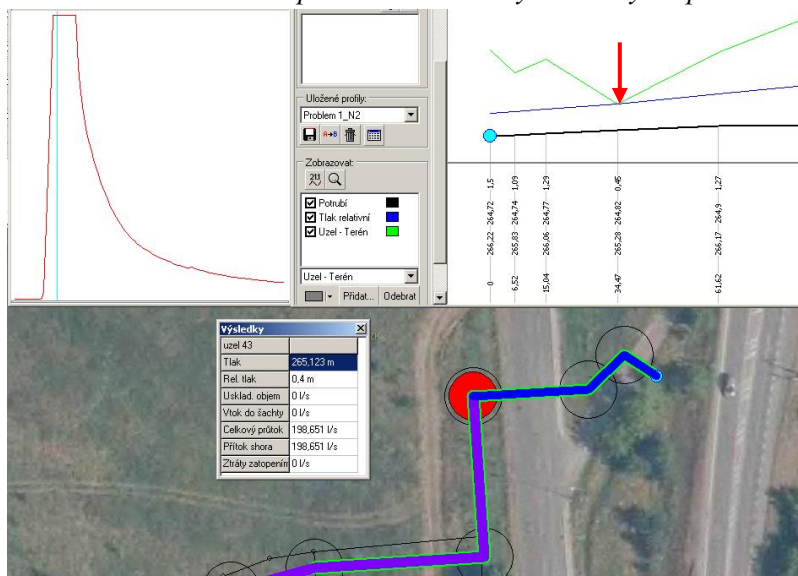 Uložené profily:
Problem 1_N2
Zobrazovat:
Potrubí
Tlak relativní
Uzel - Terén
Uzel - Terén
Přidat... Odebrat
0 266,22 264,72 1,5
6,52 265,83 264,74 1,09
15,04 266,06 264,77 1,29
34,47 265,28 264,82 0,45
61,62 266,17 264,9 1,27
Výsledky
uzel 43
Tlak 265,123 m
Rel. tlak 0,4 m
Usklad. objem 0 l/s
Vtok do šachty 0 l/s
Celkový průtok 198,651 l/s
Přítok shora 198,651 l/s
Ztráty zatopením 0 l/s